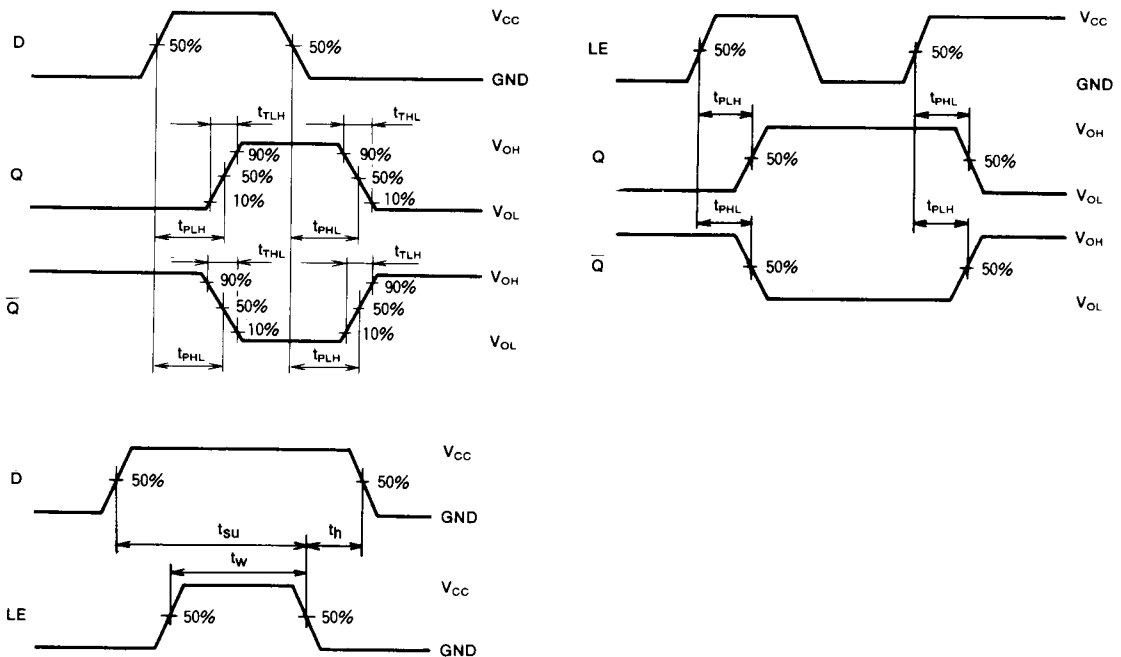 D
50%
50%
VCC
GND
tTLH
tTHL
Q
90%
50%
10%
90%
50%
10%
VOH
VOL
tPLH
tPHL
tTHL
tTLH
Q̄
90%
50%
10%
90%
50%
10%
VOH
VOL
tPHL
tPLH
LE
50%
50%
VCC
GND
tPLH
tPHL
Q
50%
50%
VOH
VOL
tPHL
tPLH
Q̄
50%
50%
VOH
VOL
D
50%
50%
VCC
GND
tsu
th
tw
LE
50%
50%
VCC
GND